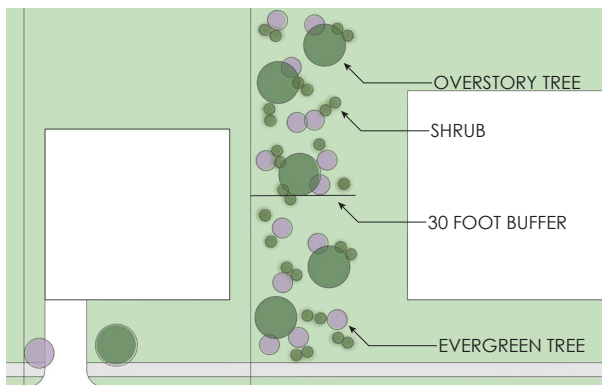 OVERSTORY TREE
SHRUB
30 FOOT BUFFER
EVERGREEN TREE